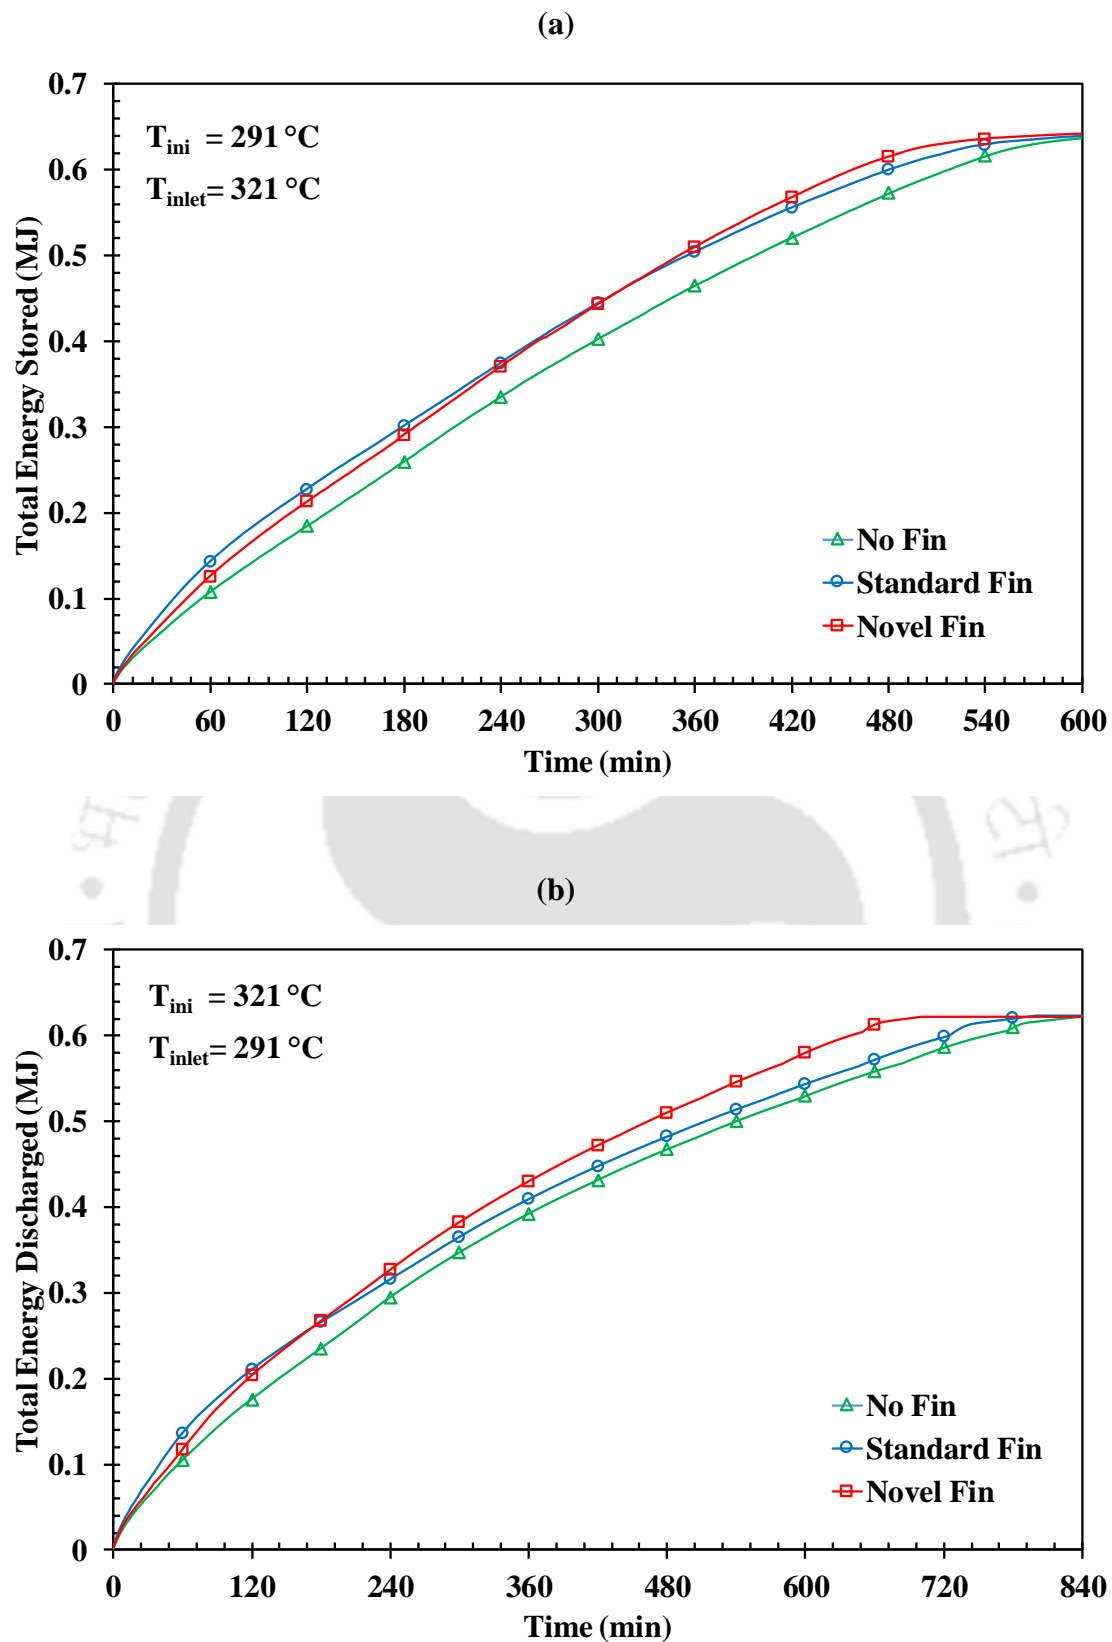 (a)
0.7
0.6
0.5
0.4
0.3
0.2
0.1
0
Total Energy Stored (MJ)
T_ini = 291 °C
T_inlet= 321 °C
No Fin
Standard Fin
Novel Fin
0 60 120 180 240 300 360 420 480 540 600
Time (min)
(b)
0.7
0.6
0.5
0.4
0.3
0.2
0.1
0
Total Energy Discharged (MJ)
T_ini = 321 °C
T_inlet= 291 °C
No Fin
Standard Fin
Novel Fin
0 120 240 360 480 600 720 840
Time (min)